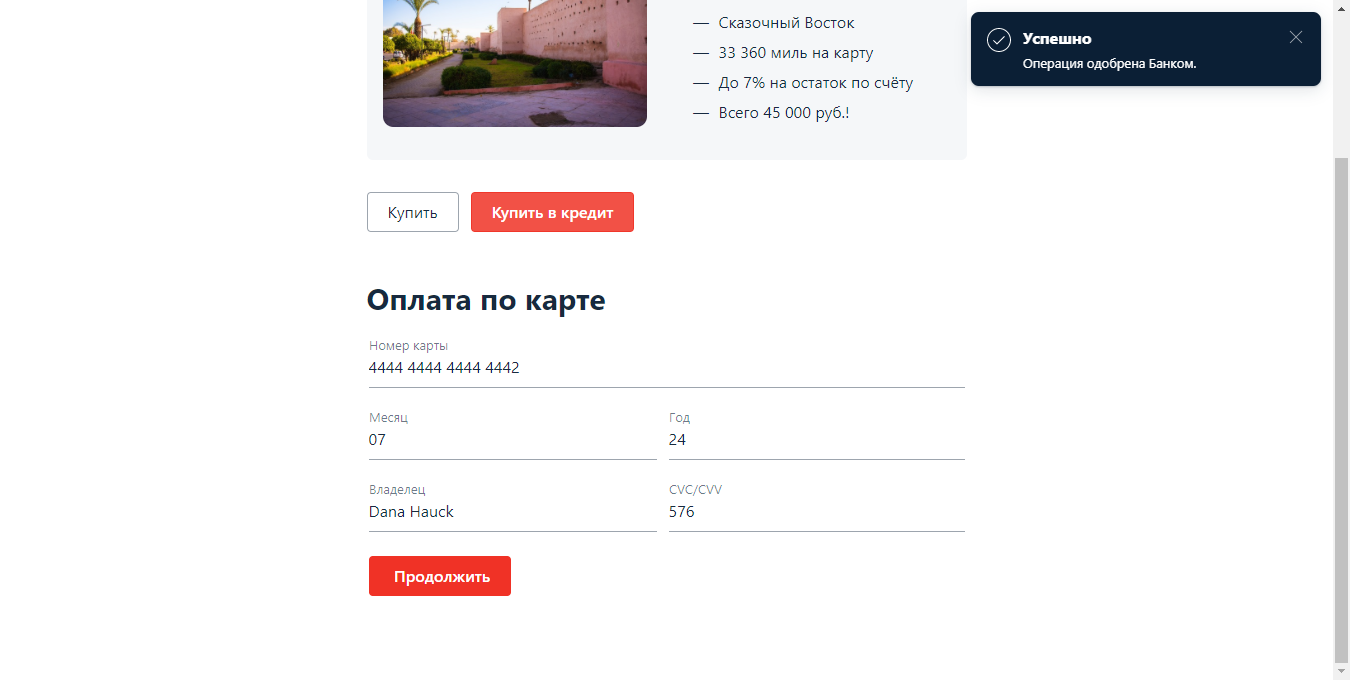 — Сказочный Восток
— 33 360 миль на карту
— До 7% на остаток по счёту
— Всего 45 000 руб.!
Успешно
Операция одобрена Банком.
Купить
Купить в кредит
Оплата по карте
Номер карты
4444 4444 4444 4442
Месяц
Год
07
24
Владелец
CVC/CVV
Dana Hauck
576
Продолжить